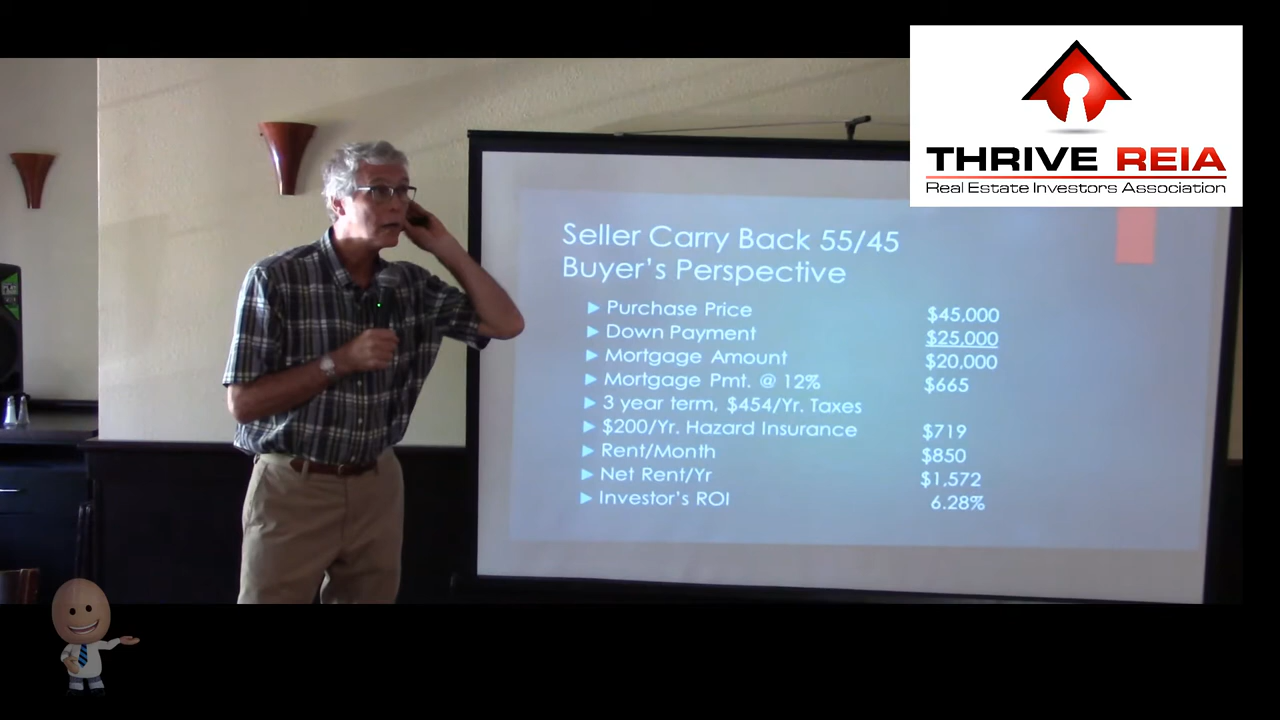 THRIVE REIA
Real Estate Investors Association
Seller Carry Back 55/45
Buyer's Perspective
Purchase Price $45,000
Down Payment $25,000
Mortgage Amount $20,000
Mortgage Pmt. @ 12% $665
3 year term, $454/Yr. Taxes
$200/Yr. Hazard Insurance $719
Rent/Month $850
Net Rent/Yr $1,572
Investor's ROI 6.28%